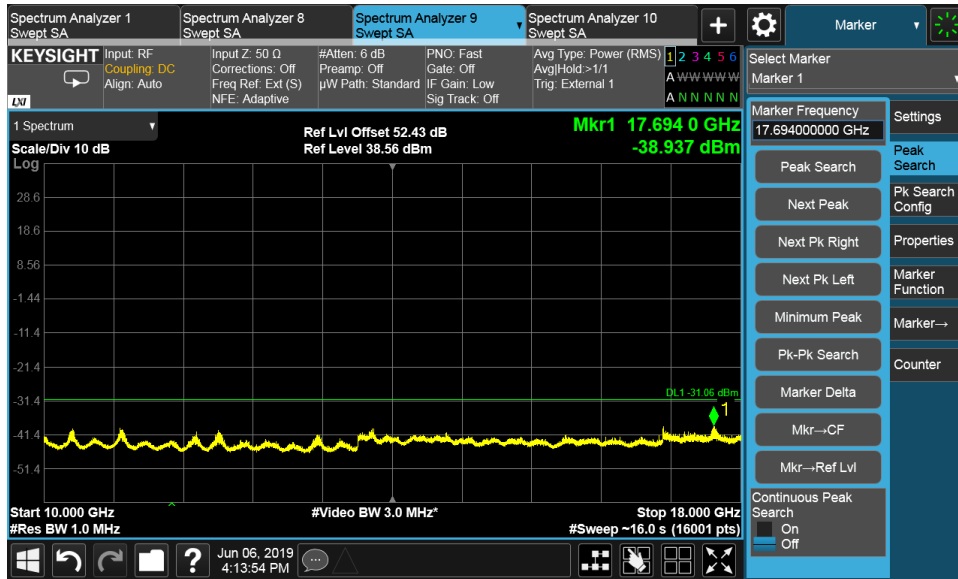 Spectrum Analyzer 1
Swept SA
Spectrum Analyzer 8
Swept SA
Spectrum Analyzer 9
Swept SA
Spectrum Analyzer 10
Swept SA
+
Marker
KEYSIGHT
LXI
Input: RF
Coupling: DC
Align: Auto
Input Z: 50 Ω
Corrections: Off
Freq Ref: Ext (S)
NFE: Adaptive
#Atten: 6 dB
Preamp: Off
µW Path: Standard
PNO: Fast
Gate: Off
IF Gain: Low
Sig Track: Off
Avg Type: Power (RMS)
Avg|Hold:>1/1
Trig: External 1
1 2 3 4 5 6
A W W W W W
A N N N N N
Select Marker
Marker 1
1 Spectrum
Scale/Div 10 dB
Log
Ref Lvl Offset 52.43 dB
Ref Level 38.56 dBm
Mkr1 17.694 0 GHz
-38.937 dBm
28.6
18.6
8.56
-1.44
-11.4
-21.4
-31.4
-41.4
-51.4
DL1 -31.06 dBm
1
Start 10.000 GHz
#Res BW 1.0 MHz
#Video BW 3.0 MHz*
Stop 18.000 GHz
#Sweep ~16.0 s (16001 pts)
Marker Frequency
17.694000000 GHz
Peak Search
Next Peak
Next Pk Right
Next Pk Left
Minimum Peak
Pk-Pk Search
Marker Delta
Mkr→CF
Mkr→Ref Lvl
Continuous Peak
Search
On
Off
Settings
Peak
Search
Pk Search
Config
Properties
Marker
Function
Marker→
Counter
?
Jun 06, 2019
4:13:54 PM